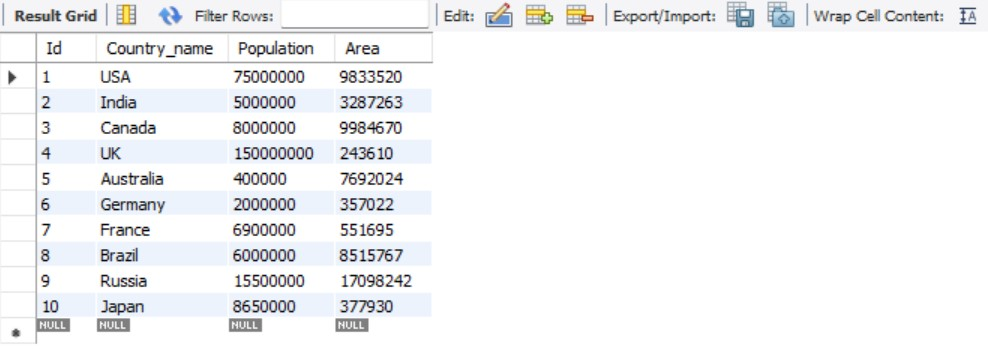 Result Grid Filter Rows: Edit: Export/Import: Wrap Cell Content: IA
Id Country_name Population Area
1 USA 75000000 9833520
2 India 5000000 3287263
3 Canada 8000000 9984670
4 UK 150000000 243610
5 Australia 400000 7692024
6 Germany 2000000 357022
7 France 6900000 551695
8 Brazil 6000000 8515767
9 Russia 15500000 17098242
10 Japan 8650000 377930
NULL NULL NULL NULL